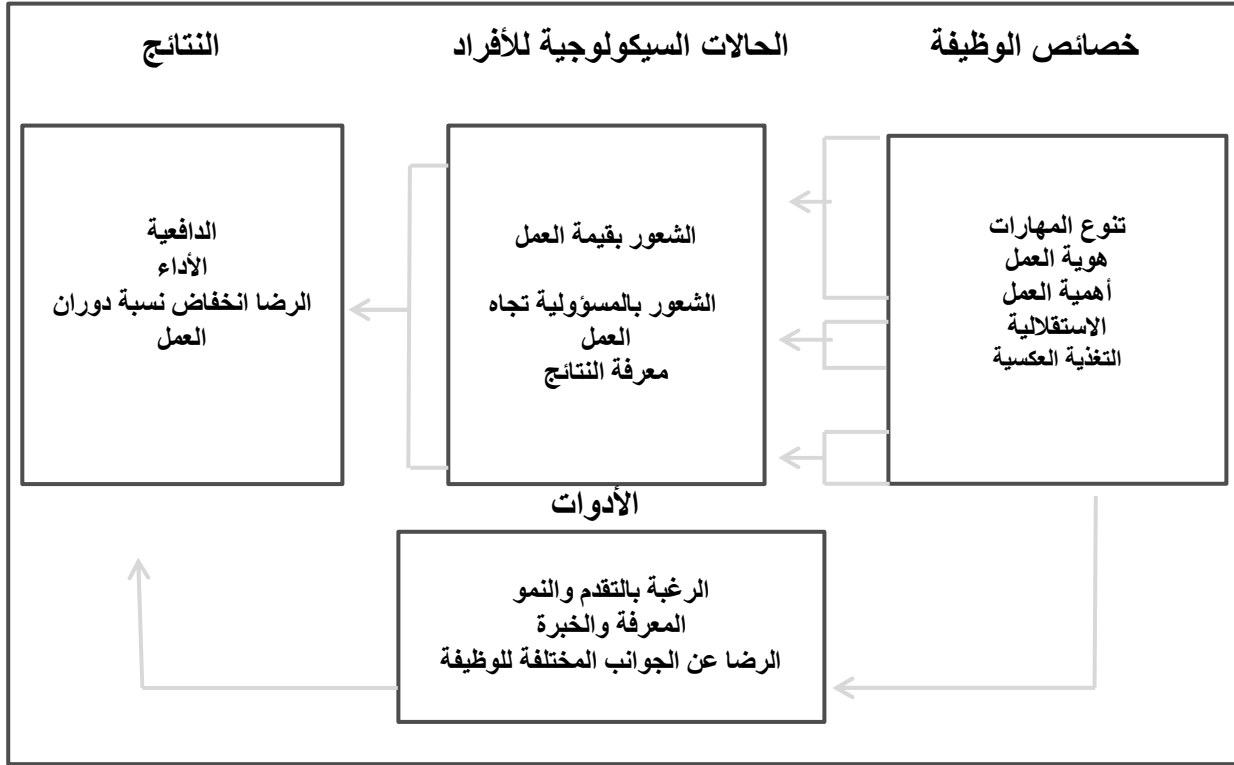 خصائص الوظيفة
الحالات السيكولوجية للأفراد
النتائج
تنوع المهارات
هوية العمل
أهمية العمل
الاستقلالية
التغذية العكسية
الشعور بقيمة العمل
الشعور بالمسؤولية تجاه
العمل
معرفة النتائج
الدافعية
الأداء
الرضا انخفاض نسبة دوران
العمل
الأدوات
الرغبة بالتقدم والنمو
المعرفة والخبرة
الرضا عن الجوانب المختلفة للوظيفة